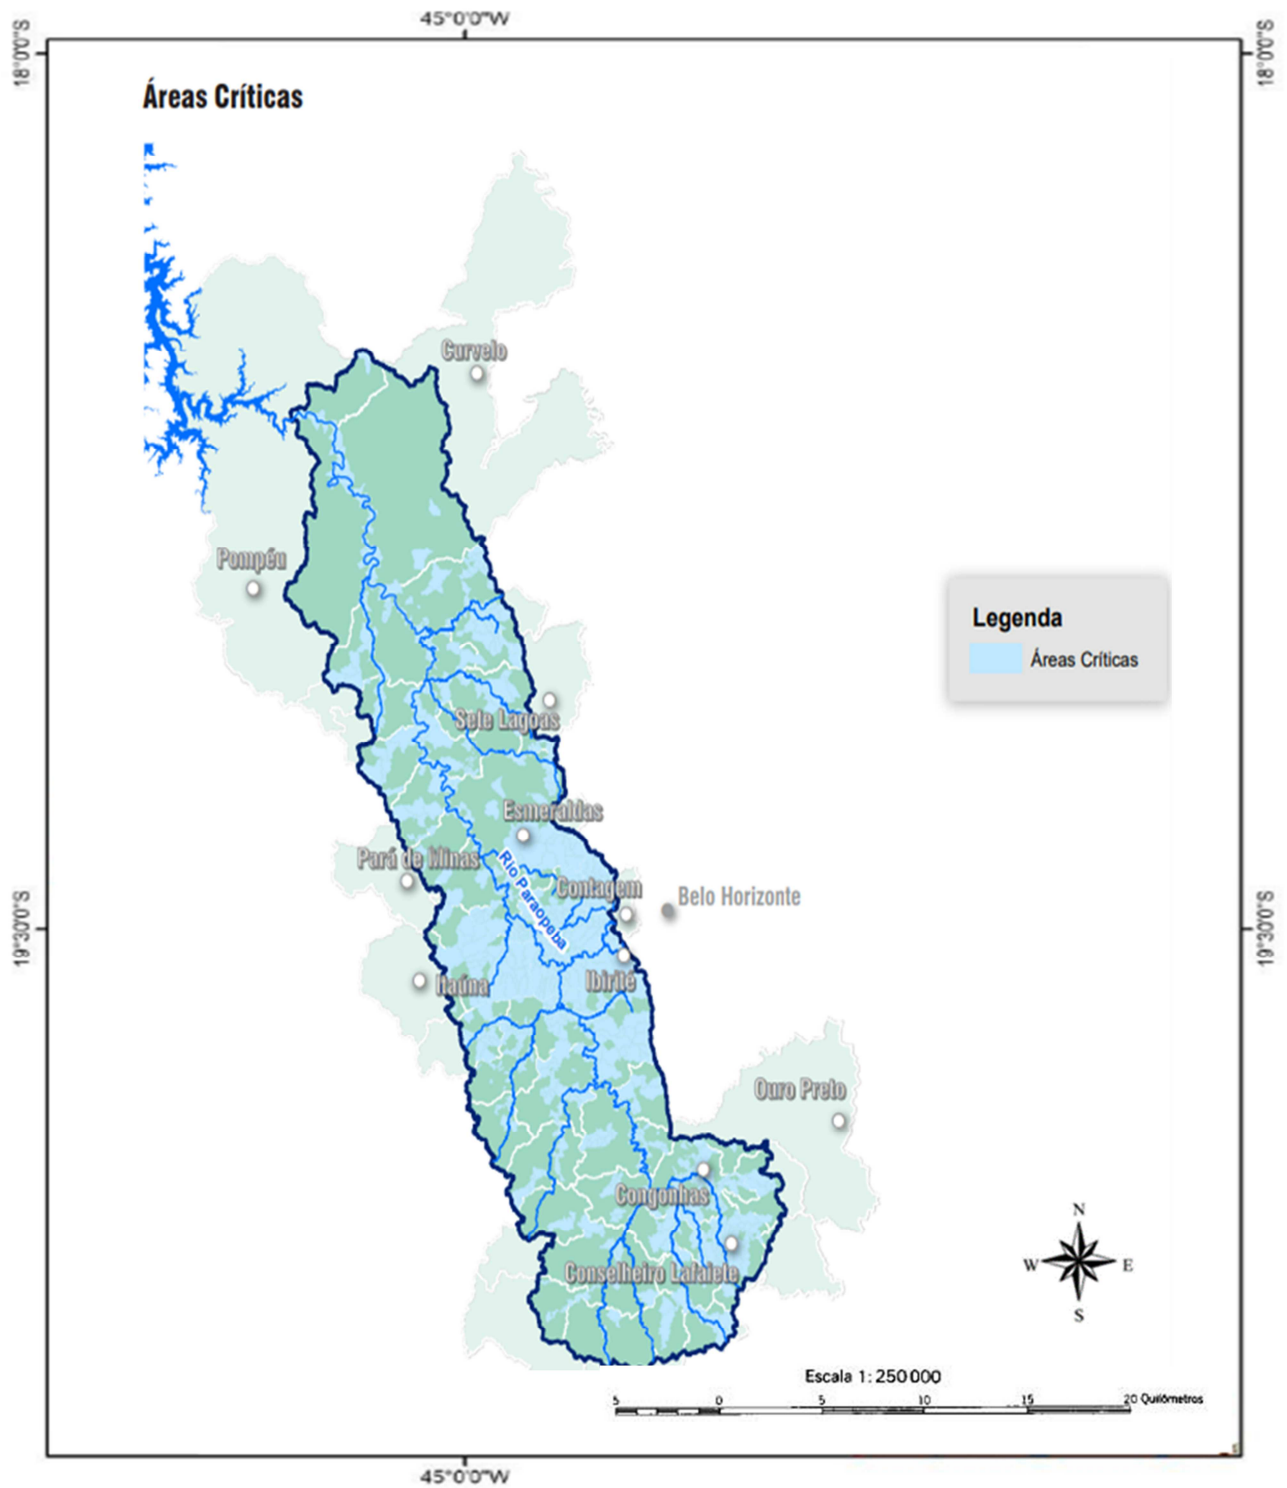 45°0'0"W
18°0'0"S
18°0'0"S
Áreas Críticas
Curvelo
Pompéu
Legenda
Áreas Críticas
Sete Lagoas
Esmeraldas
Pará de Minas
Rio Paraopeba
Contagem
Belo Horizonte
19°30'0"S
19°30'0"S
Ibirité
Itaúna
Ouro Preto
Congonhas
N
W E
S
Conselheiro Lafaiete
Escala 1: 250 000
5 0 5 10 15 20 Quilômetros
45°0'0"W